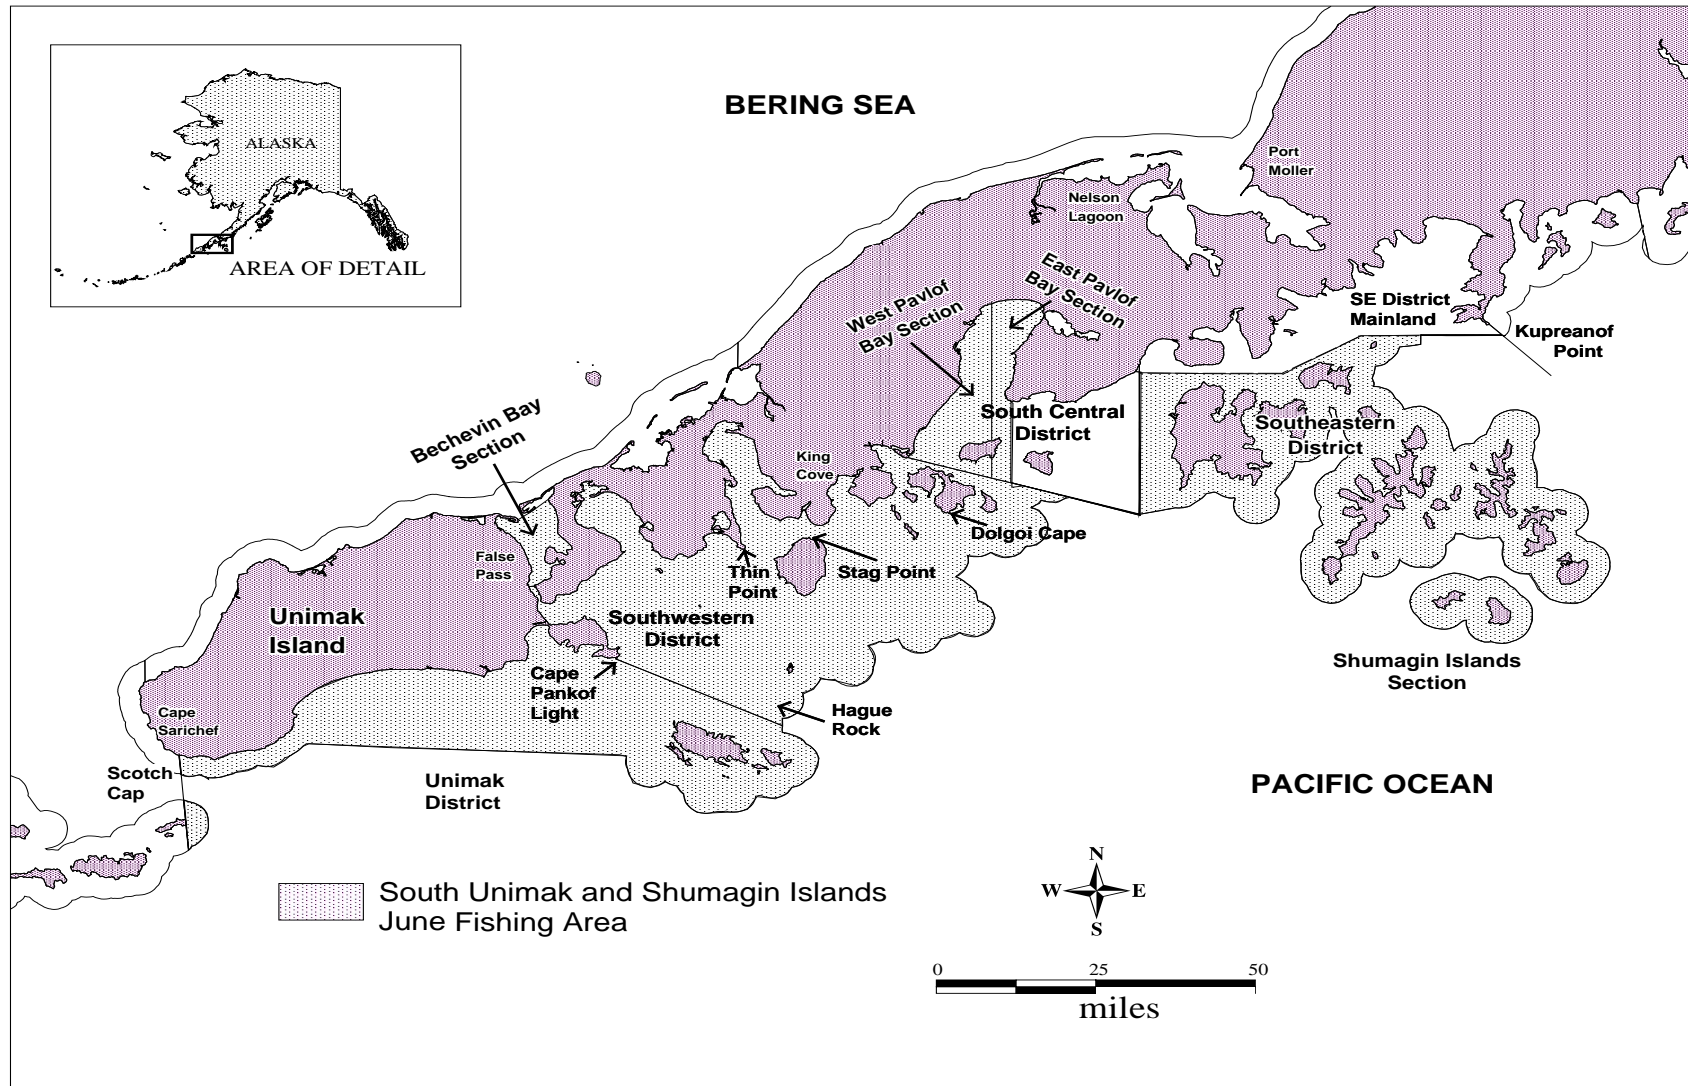 BERING SEA
ALASKA
AREA OF DETAIL
Port
Moller
Nelson
Lagoon
East Pavlof
Bay Section
West Pavlof
Bay Section
SE District
Mainland
Kupreanof
Point
South Central
District
Southeastern
District
Bechevin Bay
Section
King
Cove
Dolgoi Cape
False
Pass
Thin
Point
Stag Point
Unimak
Island
Southwestern
District
Shumagin Islands
Section
Cape
Pankof
Light
Cape
Sarichef
Hague
Rock
Scotch
Cap
Unimak
District
PACIFIC OCEAN
South Unimak and Shumagin Islands
June Fishing Area
N
W E
S
0 25 50
miles